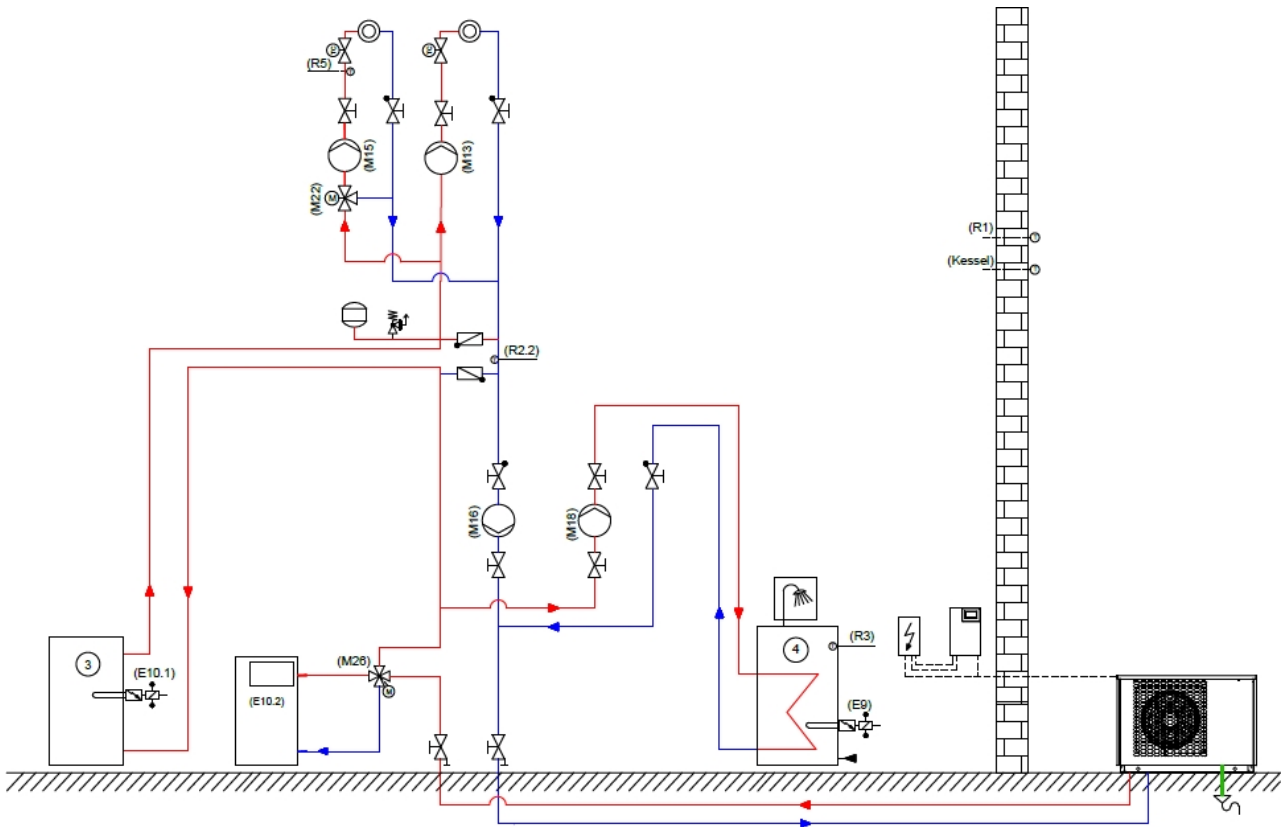 (R5)
(M15)
(M13)
(M22)
M
(R1)
(Kessel)
(R2.2)
(M16)
(M18)
3
(E10.1)
(M26)
M
(E10.2)
4
(R3)
(E9)